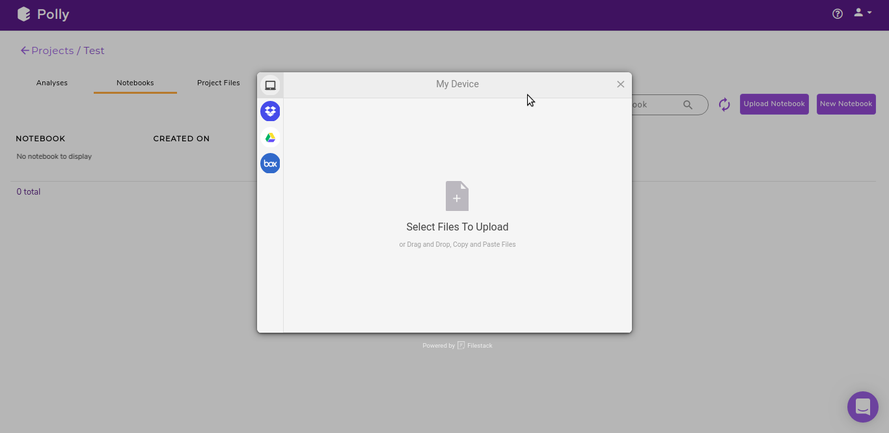 Polly
Projects / Test
Analyses
Notebooks
Project Files
My Device
ook
Upload Notebook
New Notebook
box
NOTEBOOK
CREATED ON
No notebook to display
0 total
Select Files To Upload
or Drag and Drop, Copy and Paste Files
Powered by Filestack